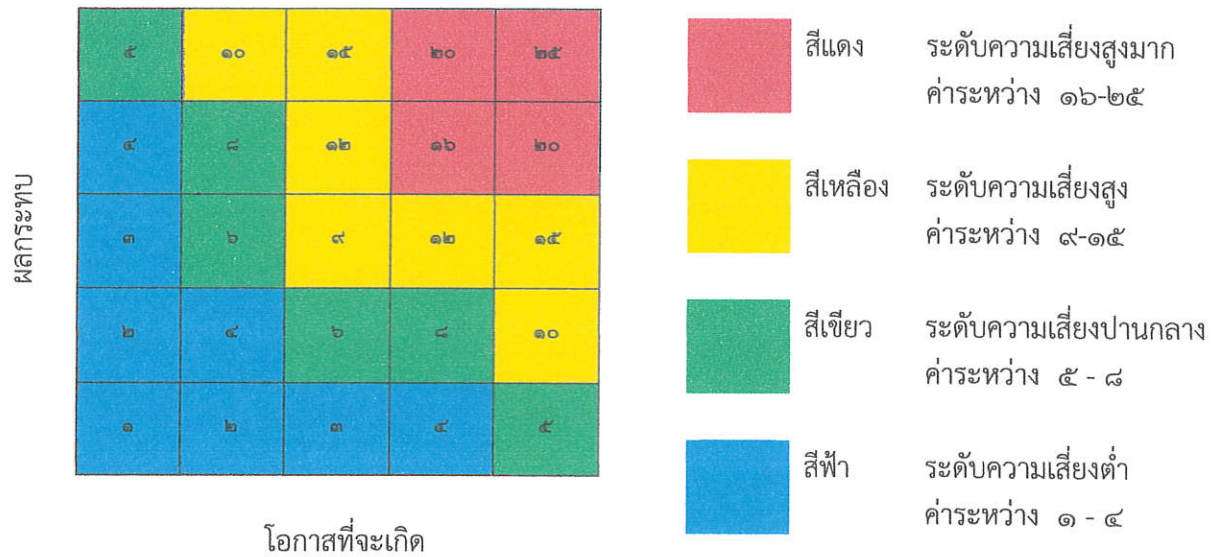 ๕ ๑๐ ๑๕ ๒๐ ๒๕
๔ ๘ ๑๒ ๑๖ ๒๐
๓ ๖ ๙ ๑๒ ๑๕
๒ ๔ ๖ ๘ ๑๐
๑ ๒ ๓ ๔ ๕
ผลกระทบ
โอกาสที่จะเกิด
สีแดง ระดับความเสี่ยงสูงมาก
ค่าระหว่าง ๑๖-๒๕
สีเหลือง ระดับความเสี่ยงสูง
ค่าระหว่าง ๙-๑๕
สีเขียว ระดับความเสี่ยงปานกลาง
ค่าระหว่าง ๕ - ๘
สีฟ้า ระดับความเสี่ยงต่ำ
ค่าระหว่าง ๑ - ๔